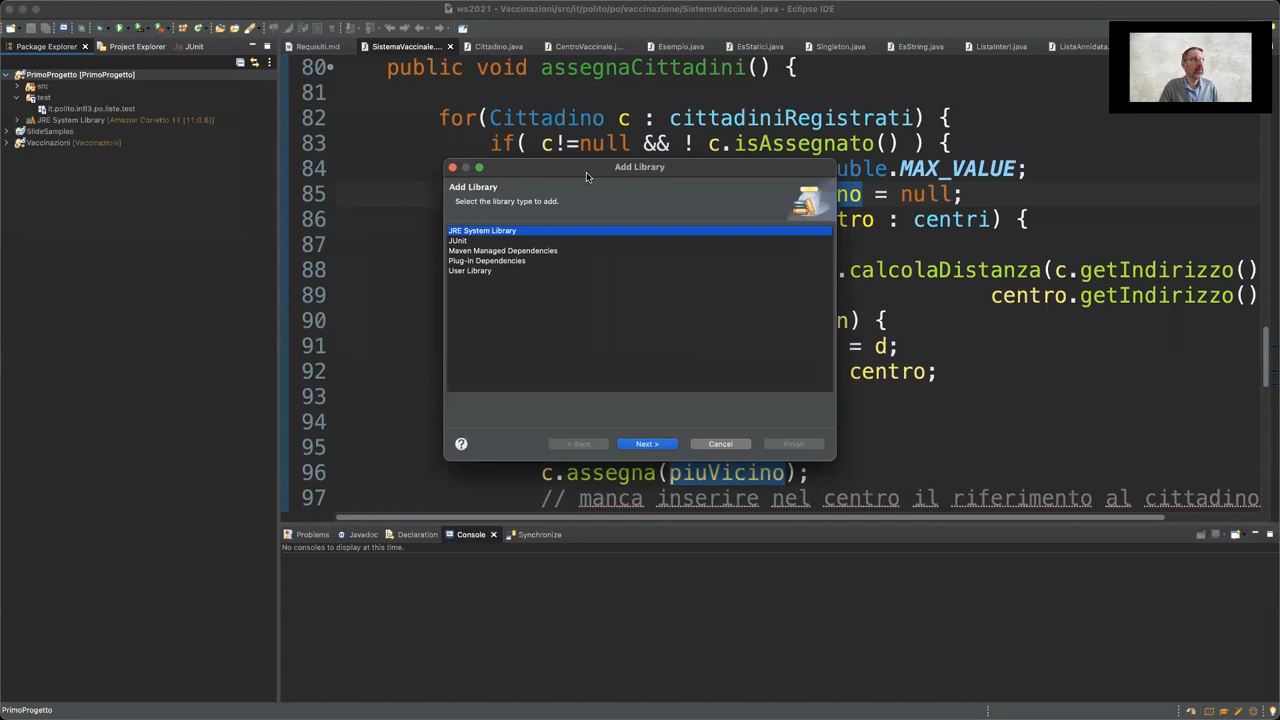 ws2021 - Vaccinazioni/src/it/polito/po/vaccinazione/SistemaVaccinale.java - Eclipse IDE
Package Explorer
Project Explorer
JUnit
Requisiti.md
SistemaVaccinale....
Cittadino.java
CentroVaccinale.j...
Esempio.java
EsStatici.java
Singleton.java
EsString.java
ListaInterl.java
ListaAnnidata.
PrimoProgetto [PrimoProgetto]
src
test
it.polito.inf13.po.liste.test
JRE System Library [Amazon Corretto 11 [11.0.6]]
SlideSamples
Vaccinazioni [Vaccinazioni]
80 public void assegnaCittadini() {
81
82 for(Cittadino c : cittadiniRegistrati) {
83 if( c!=null && ! c.isAssegnato() ) {
84 uble.MAX_VALUE;
85 no = null;
86 tro : centri) {
87
88 .calcolaDistanza(c.getIndirizzo()
89 centro.getIndirizzo()
90 n) {
91 = d;
92 centro;
93
94
95
96 c.assegna(piuVicino);
97 // manca inserire nel centro il riferimento al cittadino
Add Library
Add Library
Select the library type to add.
JRE System Library
JUnit
Maven Managed Dependencies
Plug-in Dependencies
User Library
?
< Back
Next >
Cancel
Finish
Problems
Javadoc
Declaration
Console
Synchronize
No consoles to display at this time.
PrimoProgetto